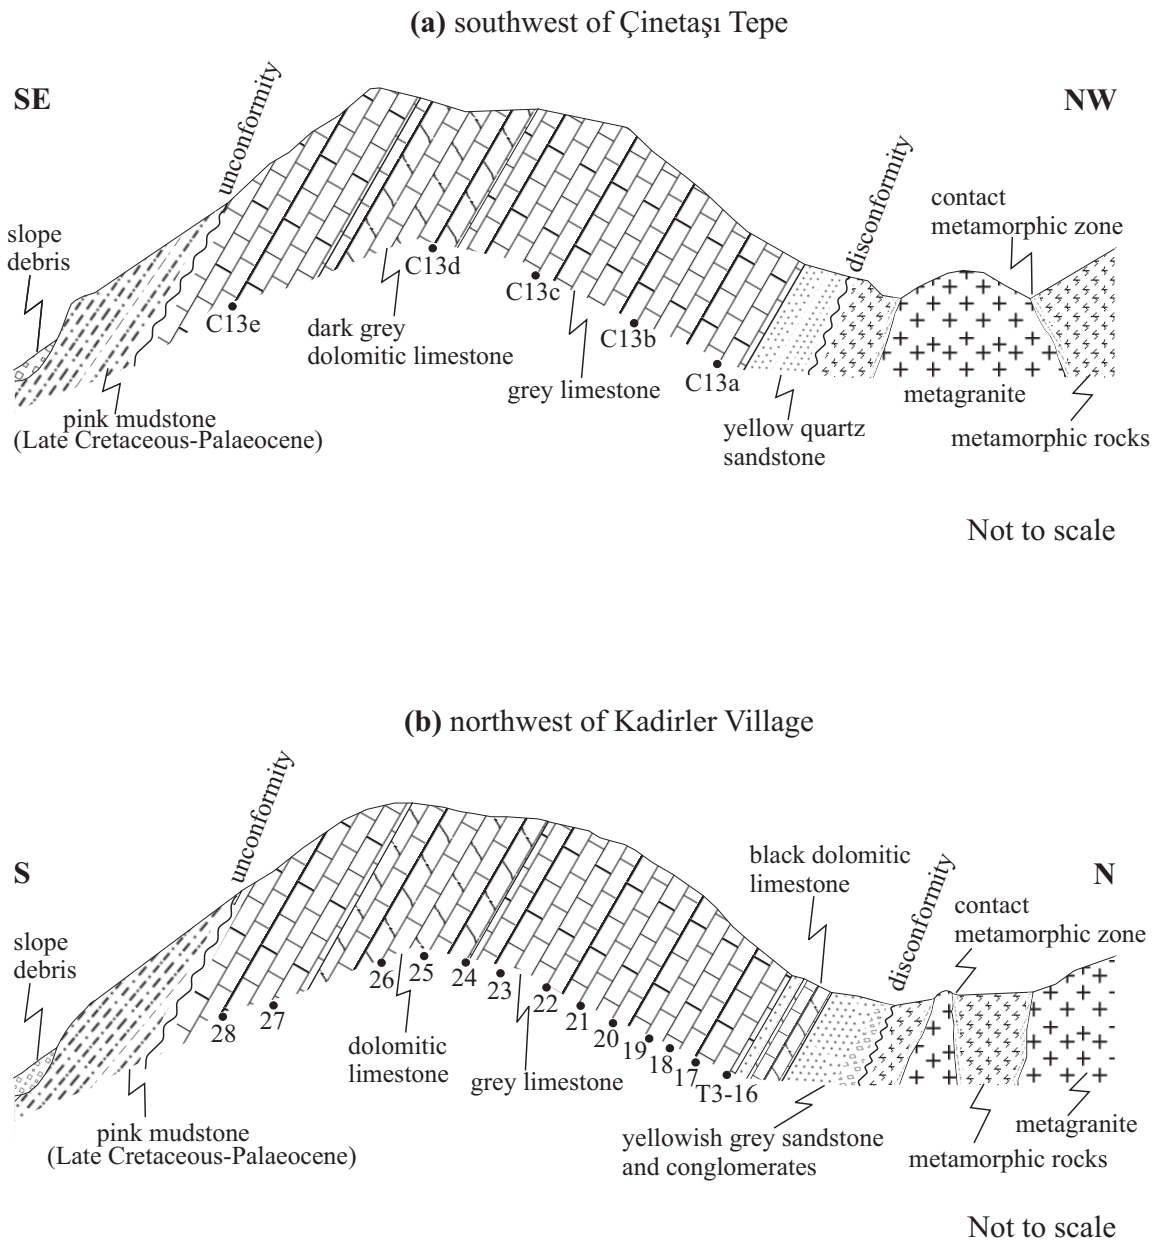 (a) southwest of Çinetaşı Tepe
SE
NW
unconformity
disconformity
contact
metamorphic zone
slope
debris
C13d
C13c
C13e
C13b
dark grey
dolomitic limestone
C13a
grey limestone
metagranite
pink mudstone
(Late Cretaceous-Palaeocene)
yellow quartz
sandstone
metamorphic rocks
Not to scale
(b) northwest of Kadirler Village
unconformity
S
N
black dolomitic
limestone
disconformity
contact
metamorphic zone
slope
debris
26
25
24
23
22
21
20
19
18
17
T3-16
28
27
dolomitic
limestone
grey limestone
pink mudstone
(Late Cretaceous-Palaeocene)
yellowish grey sandstone
and conglomerates
metagranite
metamorphic rocks
Not to scale